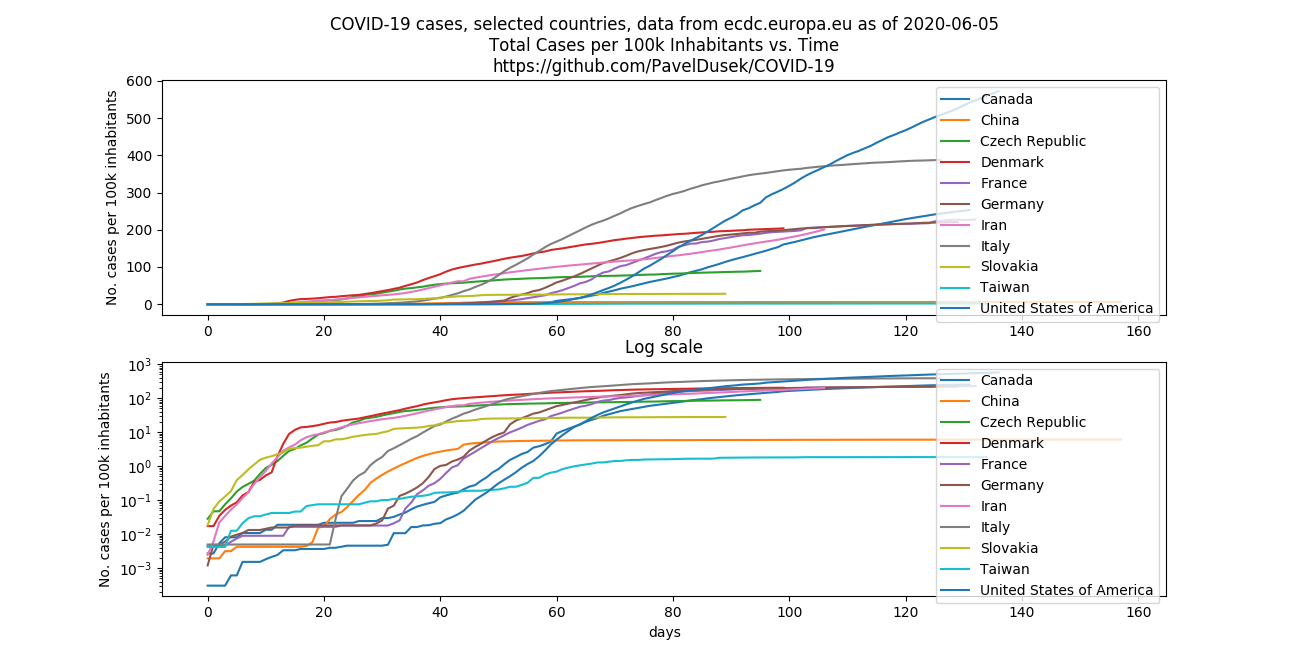 COVID-19 cases, selected countries, data from ecdc.europa.eu as of 2020-06-05
Total Cases per 100k Inhabitants vs. Time
https://github.com/PavelDusek/COVID-19
No. cases per 100k inhabitants
600
500
400
300
200
100
0
0 20 40 60 80 100 120 140 160
Canada
China
Czech Republic
Denmark
France
Germany
Iran
Italy
Slovakia
Taiwan
United States of America
Log scale
No. cases per 100k inhabitants
10³
10²
10¹
10⁰
10⁻¹
10⁻²
10⁻³
0 20 40 60 80 100 120 140 160
days
Canada
China
Czech Republic
Denmark
France
Germany
Iran
Italy
Slovakia
Taiwan
United States of America